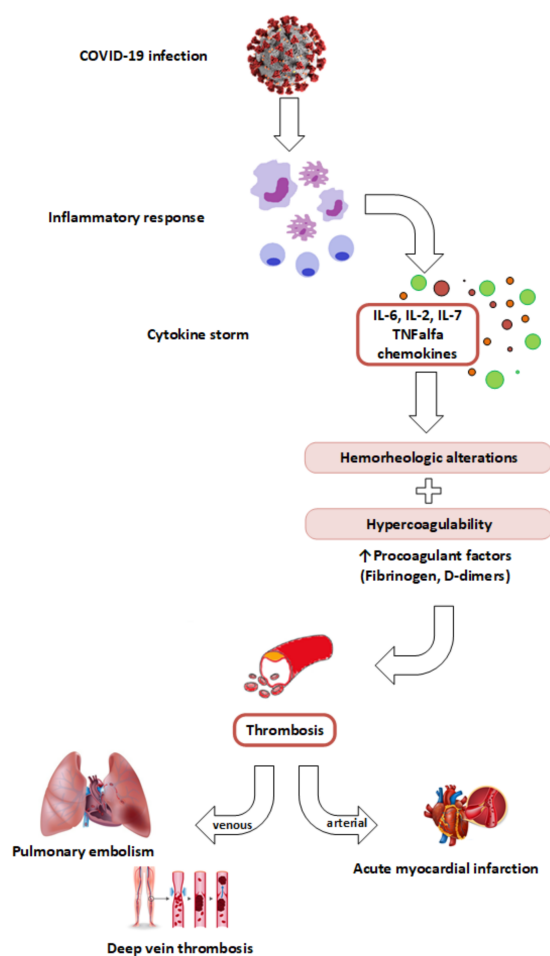 COVID-19 infection
Inflammatory response
Cytokine storm
IL-6, IL-2, IL-7
TNFalfa
chemokines
Hemorheologic alterations
Hypercoagulability
↑ Procoagulant factors
(Fibrinogen, D-dimers)
Thrombosis
venous
arterial
Pulmonary embolism
Acute myocardial infarction
Deep vein thrombosis